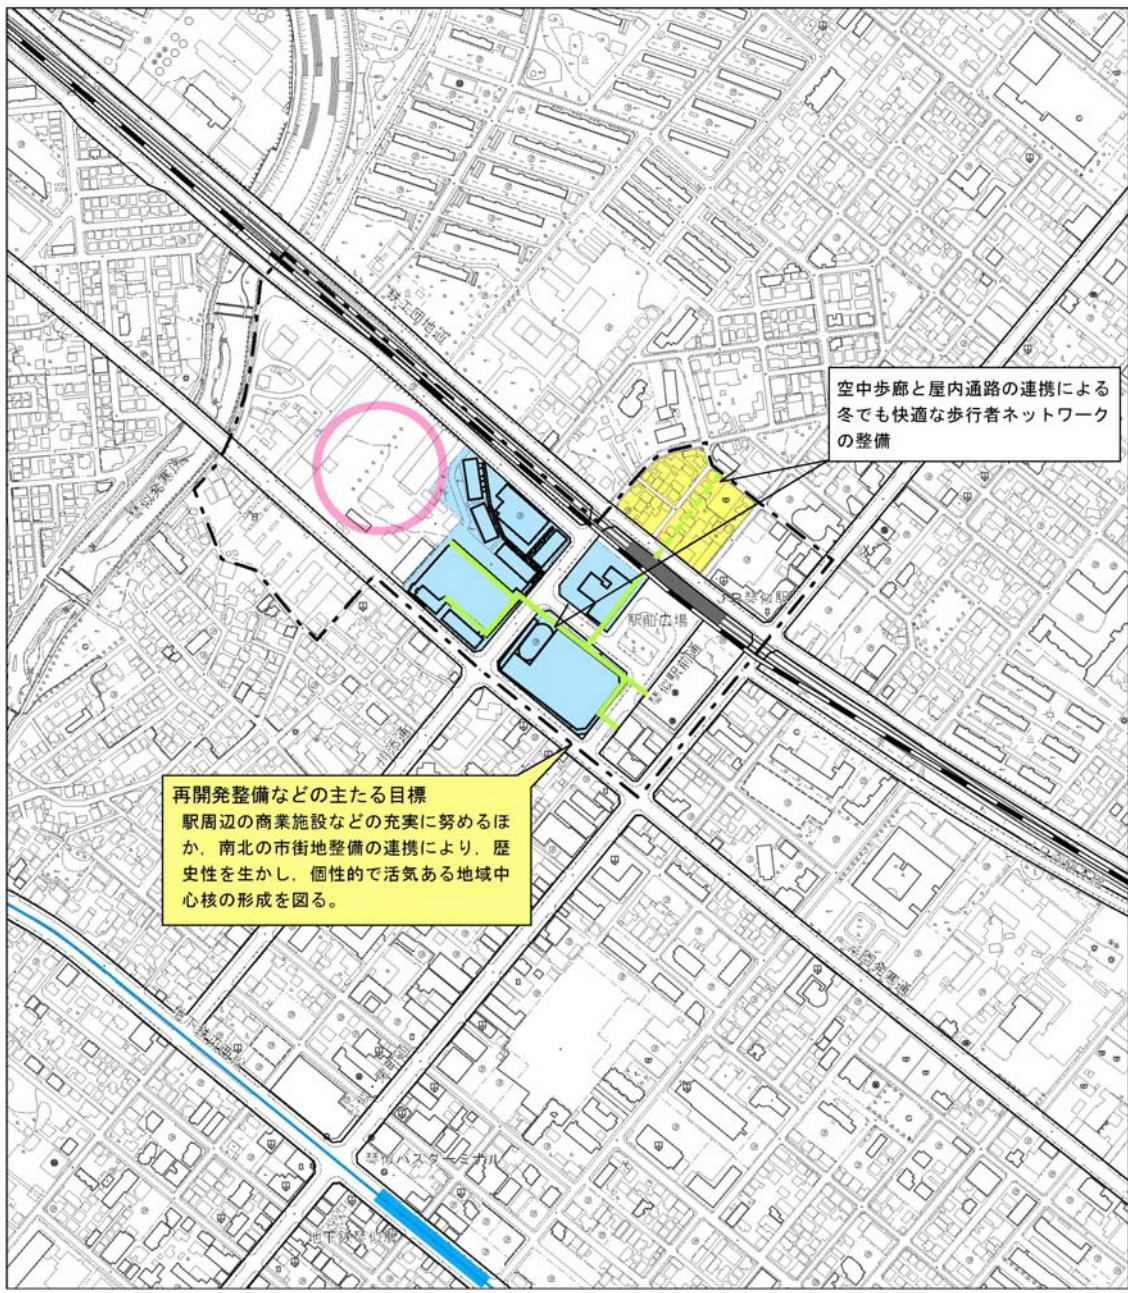 鉄工団地通
空中歩廊と屋内通路の連携による
冬でも快適な歩行者ネットワーク
の整備
JR琴似駅
駅前広場
琴似駅前通
再開発整備などの主たる目標
駅周辺の商業施設などの充実に努めるほ
か，南北の市街地整備の連携により，歴
史性を生かし，個性的で活気ある地域中
心核の形成を図る。
琴似バスターミナル
地下鉄琴似駅